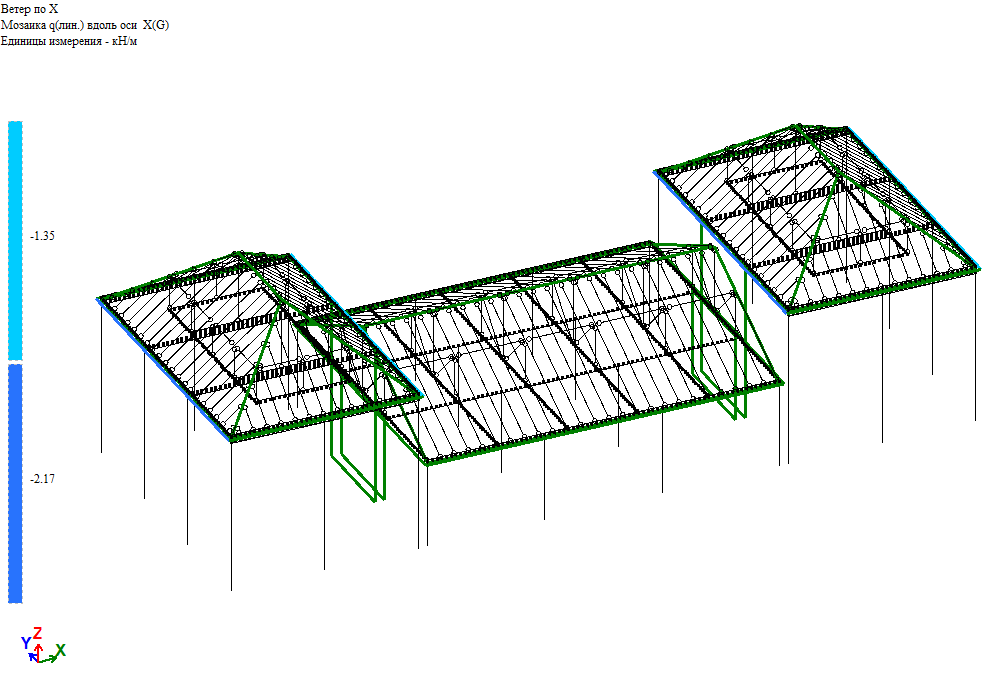 Ветер по X
Мозаика q(лин.) вдоль оси X(G)
Единицы измерения - кН/м
-1.35
-2.17
Z
Y
X